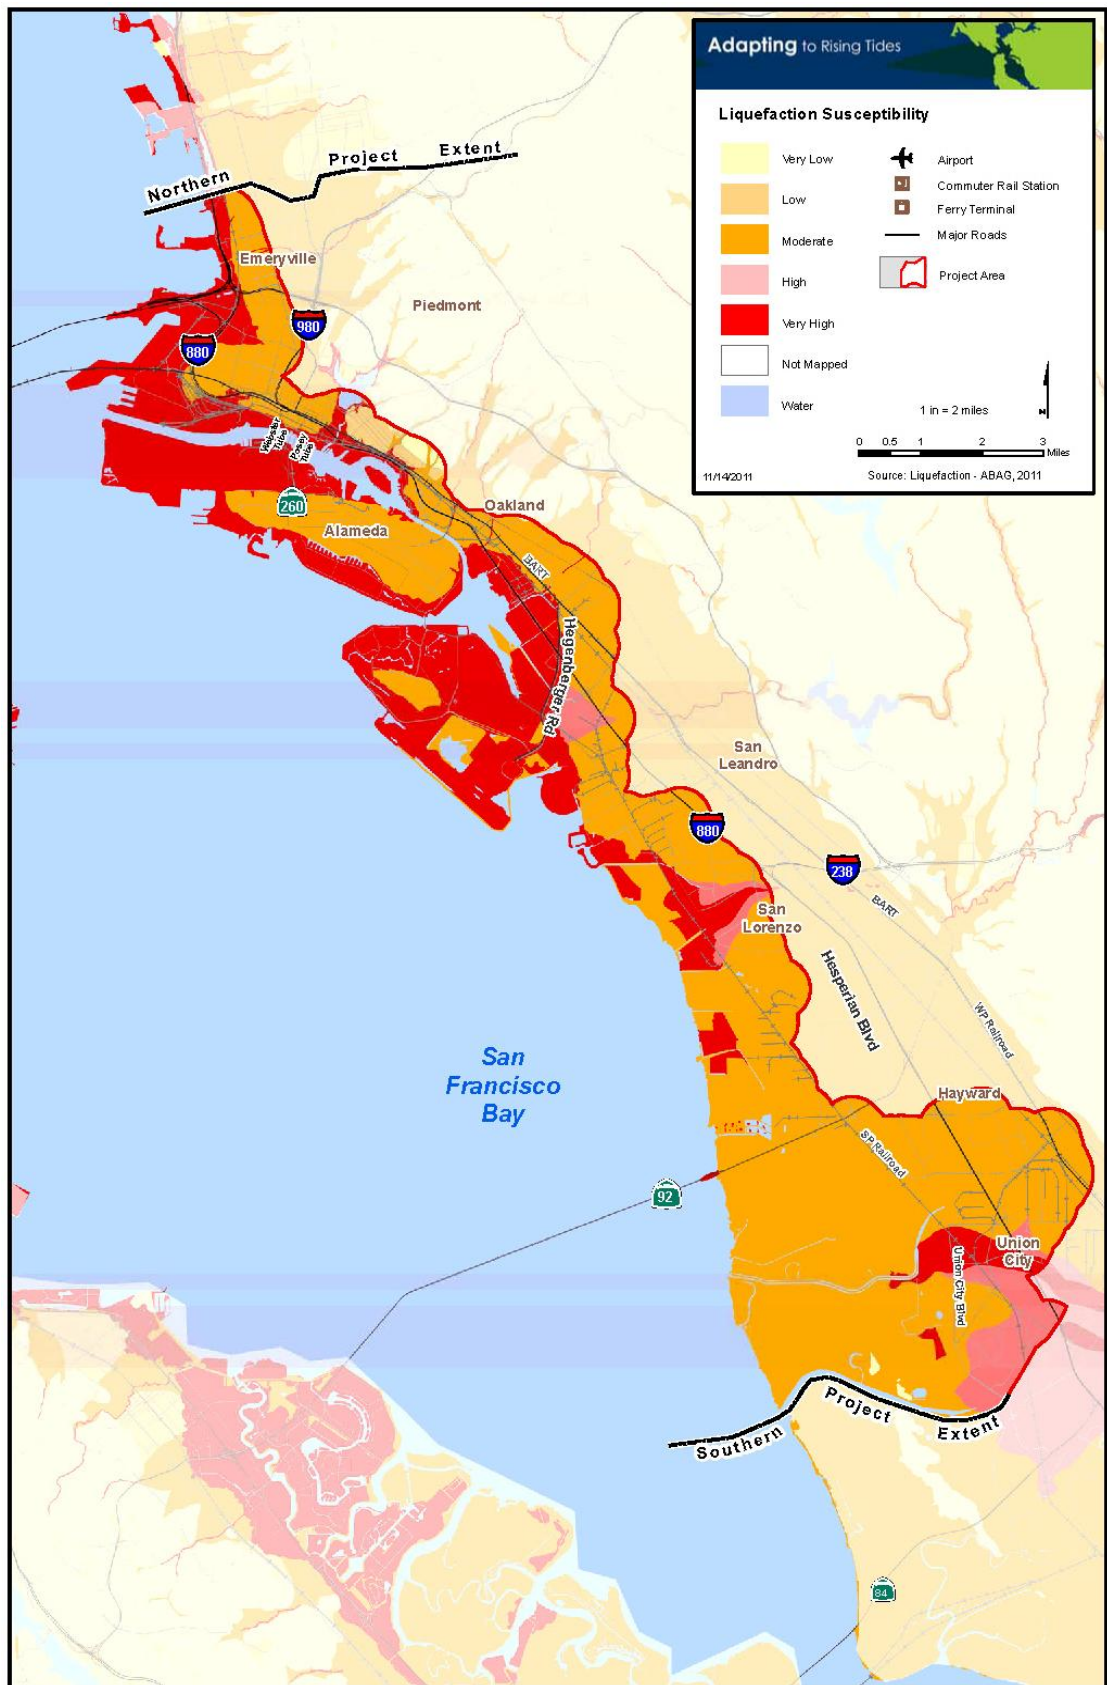 Adapting to Rising Tides
Liquefaction Susceptibility
Very Low
Low
Moderate
High
Very High
Not Mapped
Water
Airport
Commuter Rail Station
Ferry Terminal
Major Roads
Project Area
N
1 in = 2 miles
0 0.5 1 2 3
Miles
11/14/2011
Source: Liquefaction - ABAG, 2011
Northern Project Extent
Emeryville
Piedmont
980
880
Webster
Tube
Posey
Tube
260
Alameda
Oakland
BART
Hegenberger Rd
San
Leandro
880
238
San
Lorenzo
BART
Hesperian Blvd
WP Railroad
San
Francisco
Bay
Hayward
SP Railroad
92
Union
City
Union City Blvd
Southern Project Extent
84